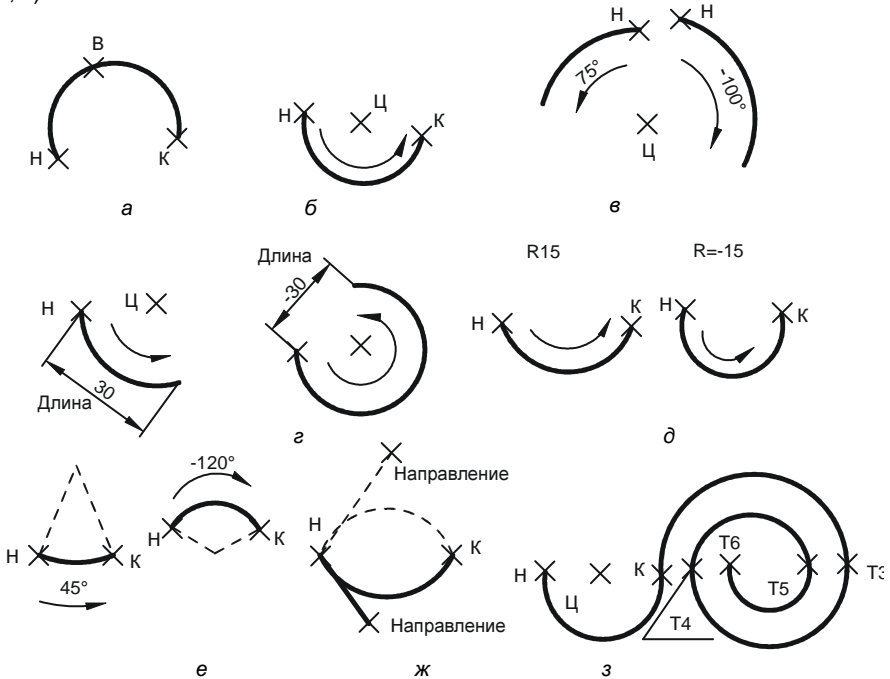 В
Н
К
а
Н
Ц
К
б
Н
Н
75°
-100°
Ц
в
Н
Ц
30
Длина
Длина
-30
г
R15
R=-15
Н
К
Н
К
д
Н
К
45°
-120°
Н
К
е
Направление
Н
К
Направление
ж
Н
Ц
К
Т6
Т5
Т4
Т3
з